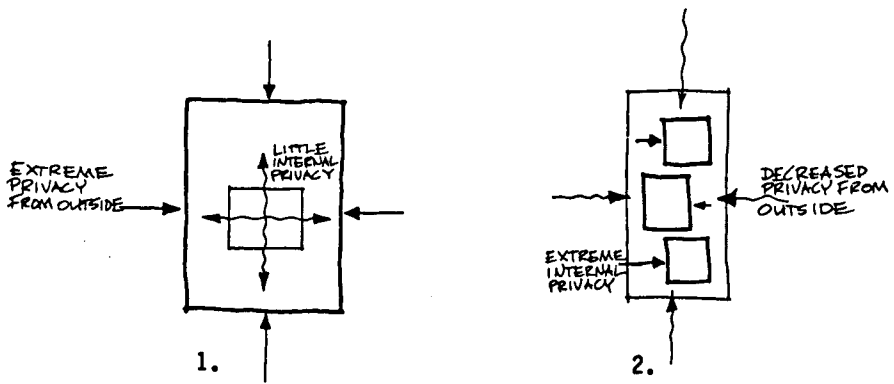 EXTREME
PRIVACY
FROM OUTSIDE
LITTLE
INTERNAL
PRIVACY
1.
DECREASED
PRIVACY FROM
OUTSIDE
EXTREME
INTERNAL
PRIVACY
2.